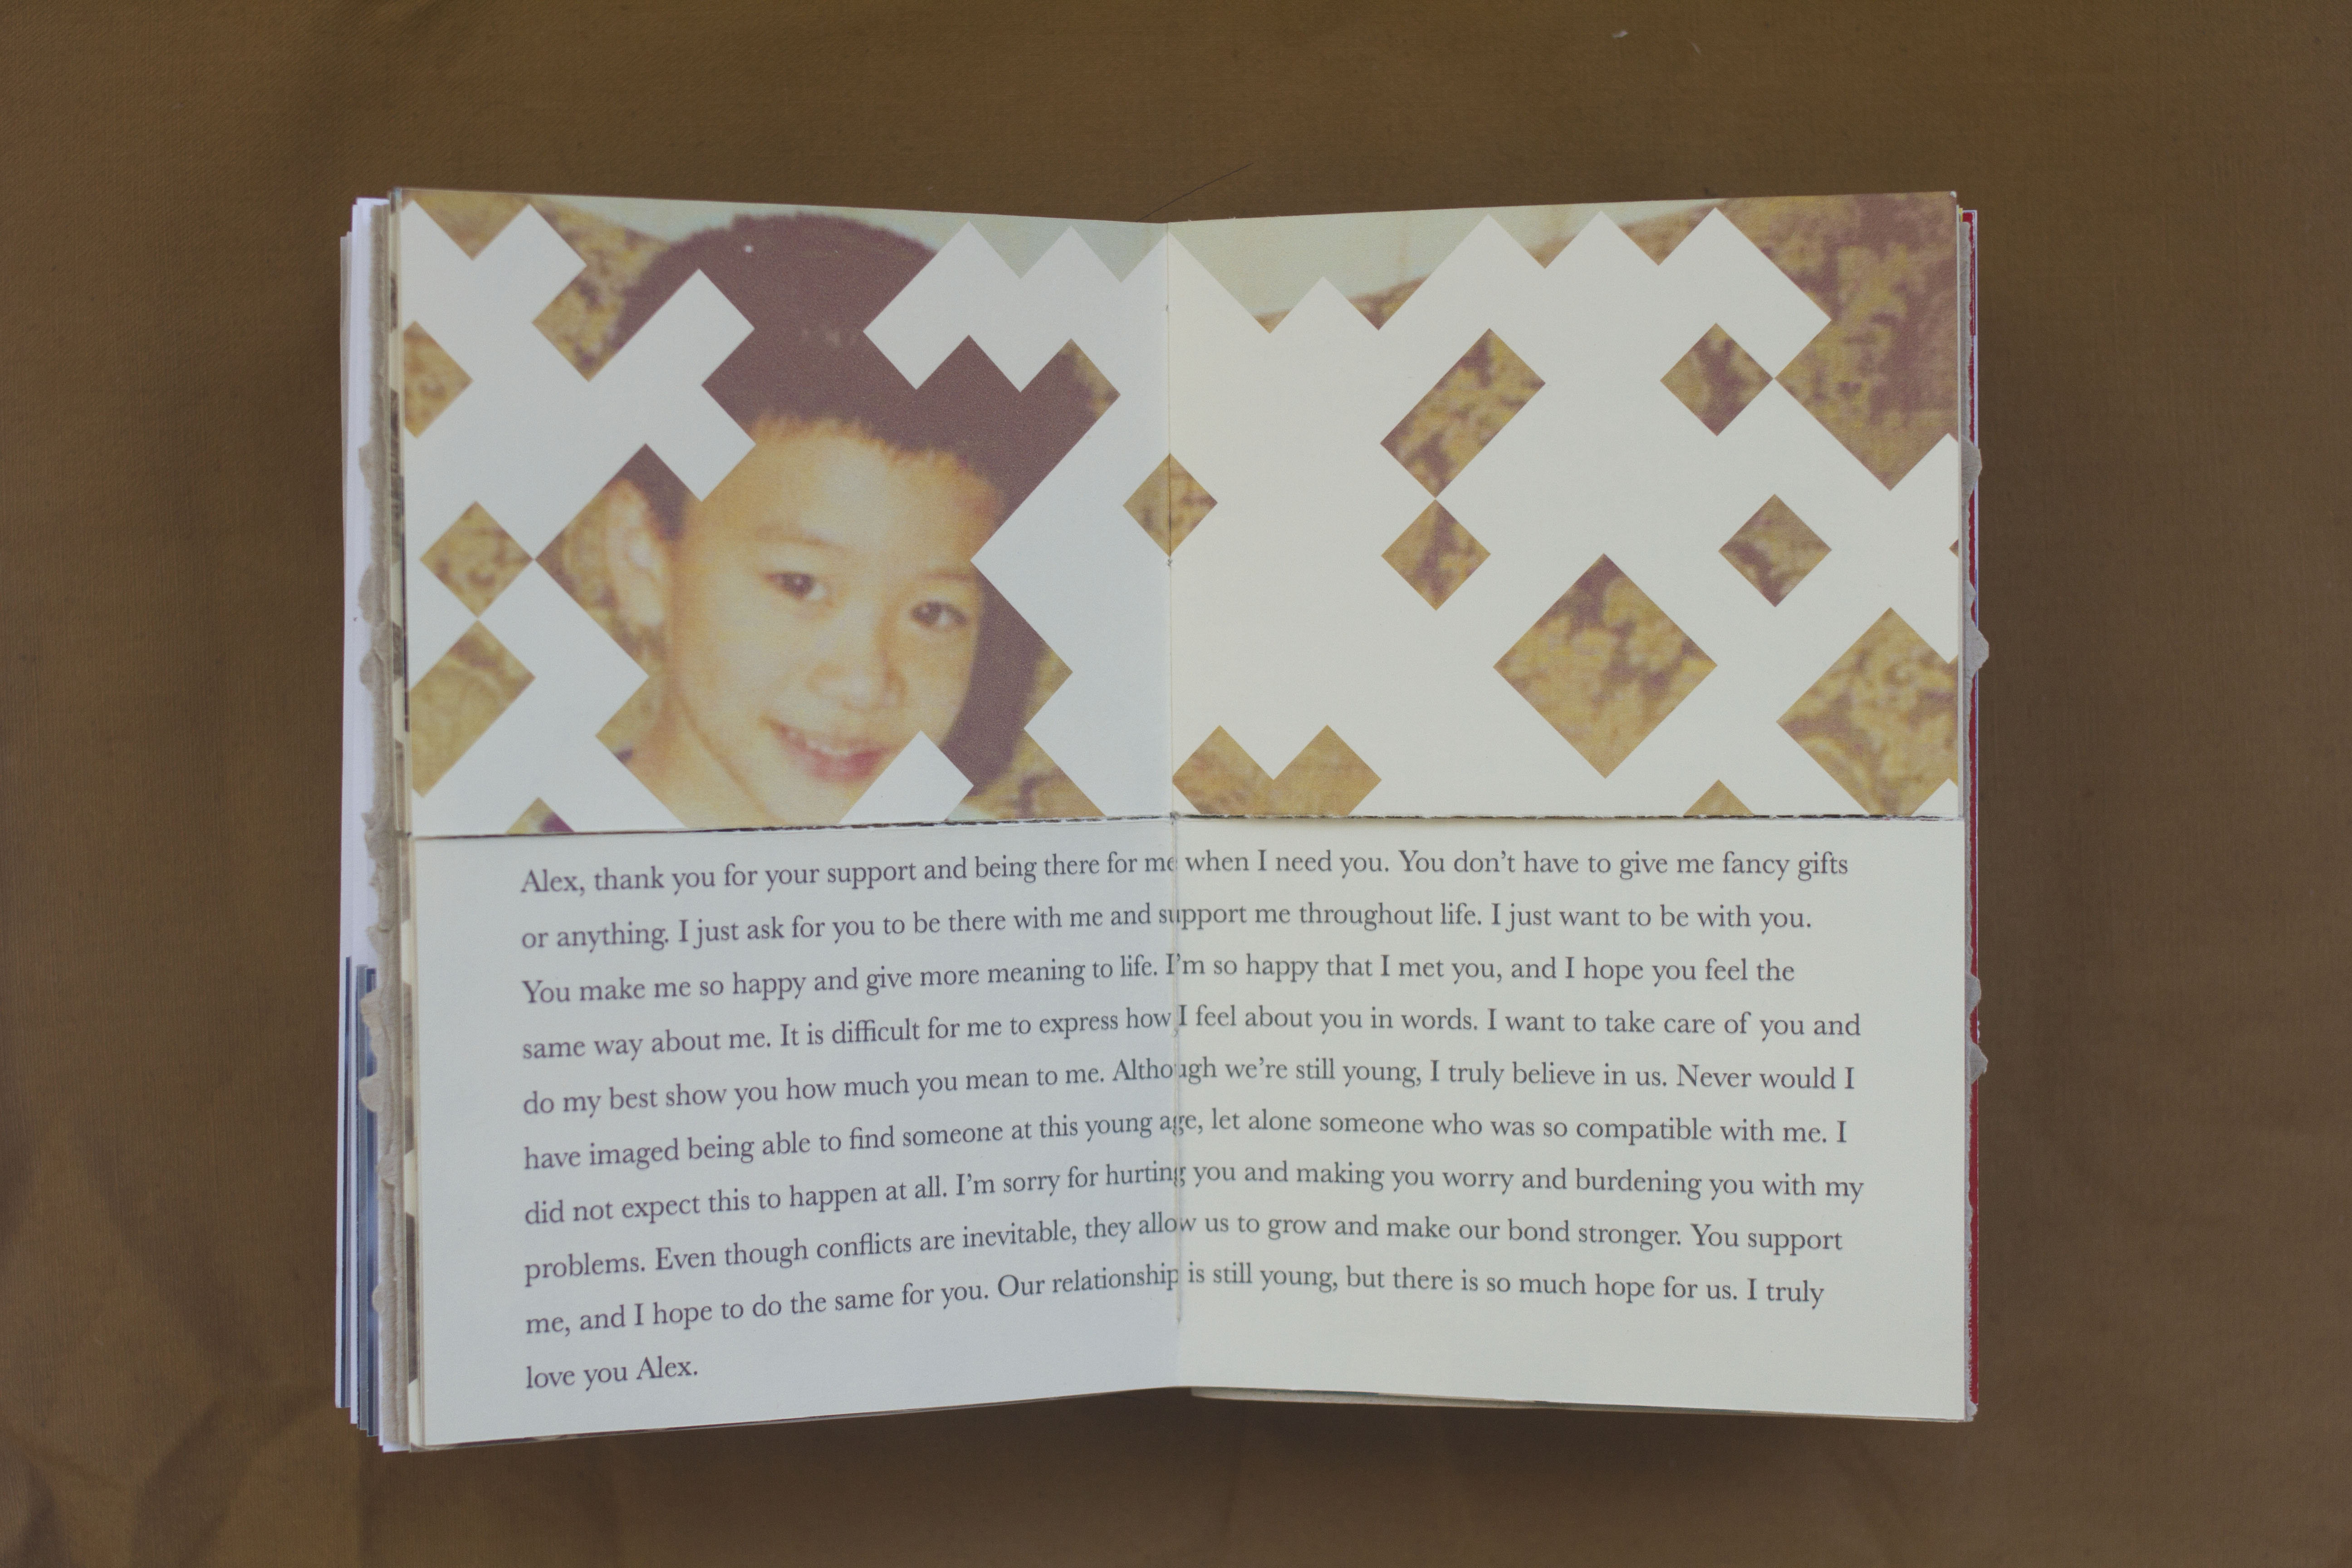 Alex, thank you for your support and being there for me when I need you. You don't have to give me fancy gifts
or anything. I just ask for you to be there with me and support me throughout life. I just want to be with you.
You make me so happy and give more meaning to life. I'm so happy that I met you, and I hope you feel the
same way about me. It is difficult for me to express how I feel about you in words. I want to take care of you and
do my best show you how much you mean to me. Although we're still young, I truly believe in us. Never would I
have imaged being able to find someone at this young age, let alone someone who was so compatible with me. I
did not expect this to happen at all. I'm sorry for hurting you and making you worry and burdening you with my
problems. Even though conflicts are inevitable, they allow us to grow and make our bond stronger. You support
me, and I hope to do the same for you. Our relationship is still young, but there is so much hope for us. I truly
love you Alex.